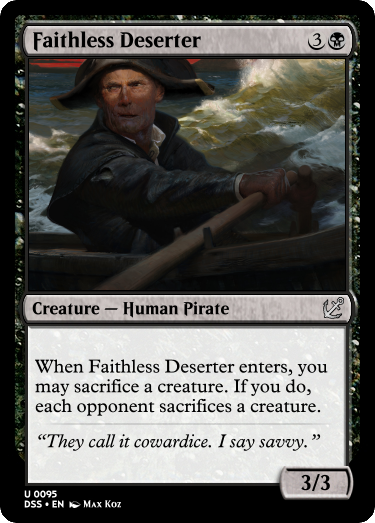 Faithless Deserter 3
Creature — Human Pirate
When Faithless Deserter enters, you
may sacrifice a creature. If you do,
each opponent sacrifices a creature.
“They call it cowardice. I say savvy.”
3/3
U 0095
DSS • EN Max Koz